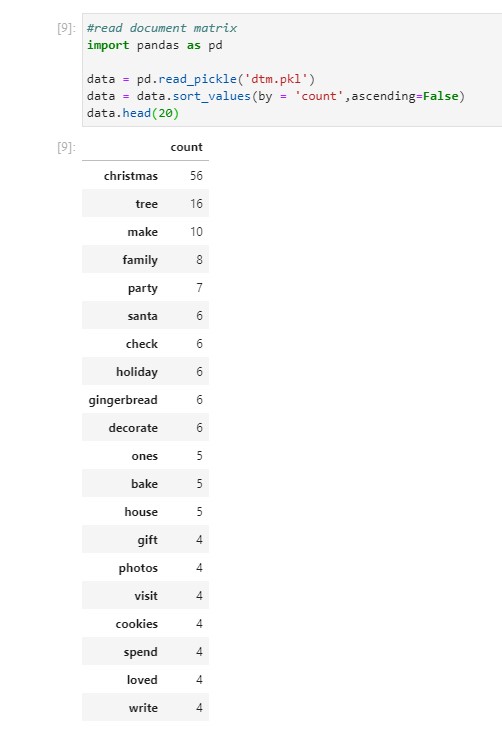 [9]: #read document matrix
import pandas as pd
data = pd.read_pickle('dtm.pkl')
data = data.sort_values(by = 'count',ascending=False)
data.head(20)
[9]: count
christmas 56
tree 16
make 10
family 8
party 7
santa 6
check 6
holiday 6
gingerbread 6
decorate 6
ones 5
bake 5
house 5
gift 4
photos 4
visit 4
cookies 4
spend 4
loved 4
write 4